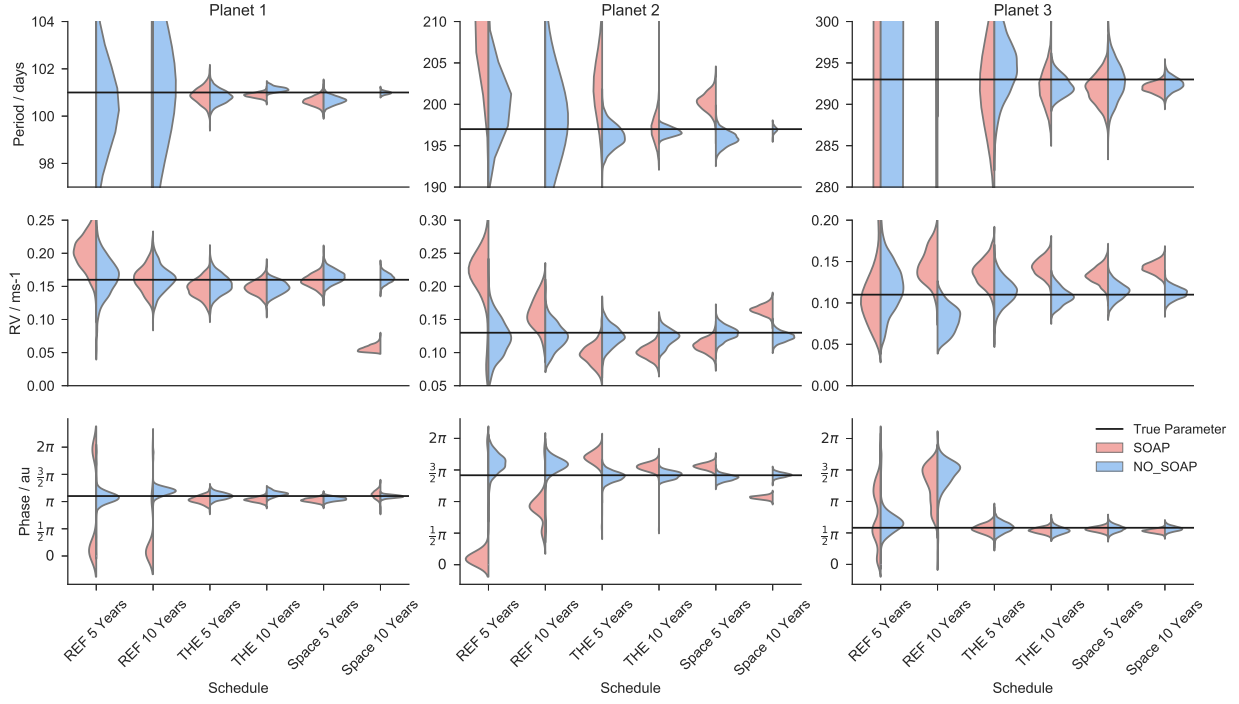 Planet 1
Planet 2
Planet 3
Period / days
104
102
100
98
210
205
200
195
190
300
295
290
285
280
RV / ms-1
0.25
0.20
0.15
0.10
0.05
0.00
0.30
0.25
0.20
0.15
0.10
0.05
0.20
0.15
0.10
0.05
0.00
Phase / au
2π
3/2 π
π
1/2 π
0
2π
3/2 π
π
1/2 π
0
2π
3/2 π
π
1/2 π
0
True Parameter
SOAP
NO_SOAP
REF 5 Years
REF 10 Years
THE 5 Years
THE 10 Years
Space 5 Years
Space 10 Years
REF 5 Years
REF 10 Years
THE 5 Years
THE 10 Years
Space 5 Years
Space 10 Years
REF 5 Years
REF 10 Years
THE 5 Years
THE 10 Years
Space 5 Years
Space 10 Years
Schedule
Schedule
Schedule